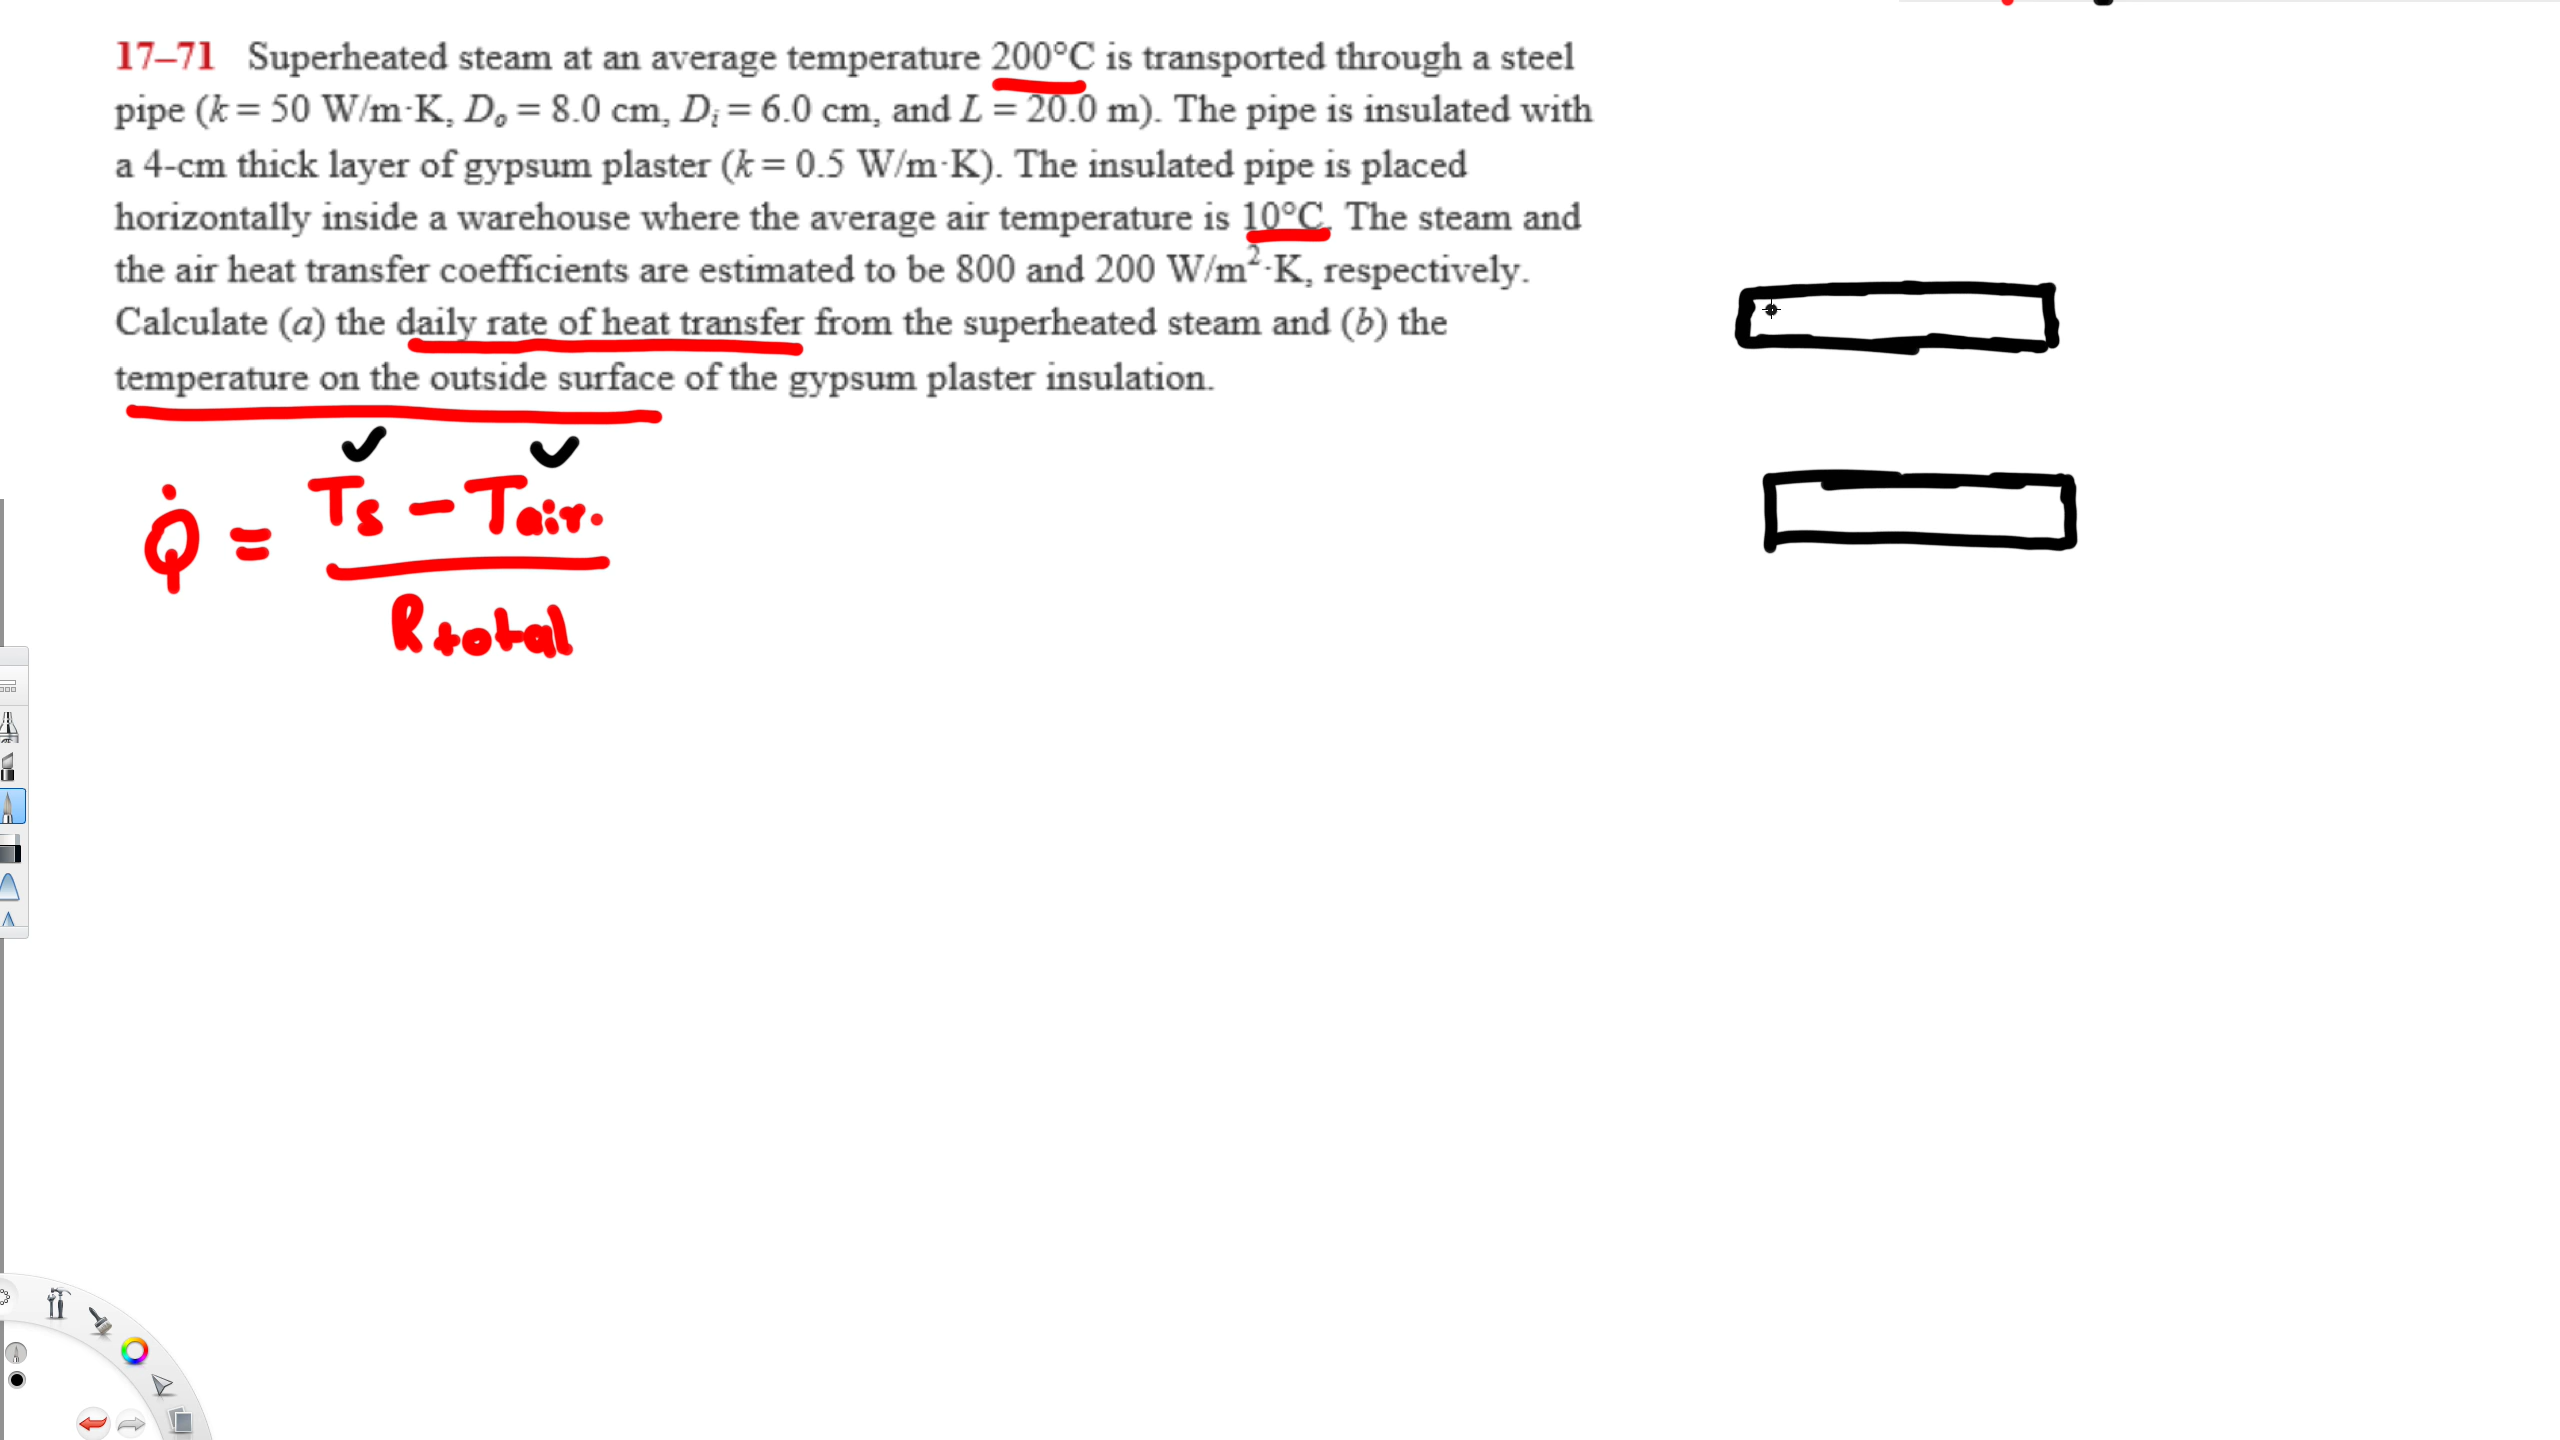 17–71 Superheated steam at an average temperature 200°C is transported through a steel
pipe (k = 50 W/m·K, Dₒ = 8.0 cm, Dᵢ = 6.0 cm, and L = 20.0 m). The pipe is insulated with
a 4-cm thick layer of gypsum plaster (k = 0.5 W/m·K). The insulated pipe is placed
horizontally inside a warehouse where the average air temperature is 10°C. The steam and
the air heat transfer coefficients are estimated to be 800 and 200 W/m²·K, respectively.
Calculate (a) the daily rate of heat transfer from the superheated steam and (b) the
temperature on the outside surface of the gypsum plaster insulation.
Ts - Tair.
Q̇ =
Rtotal